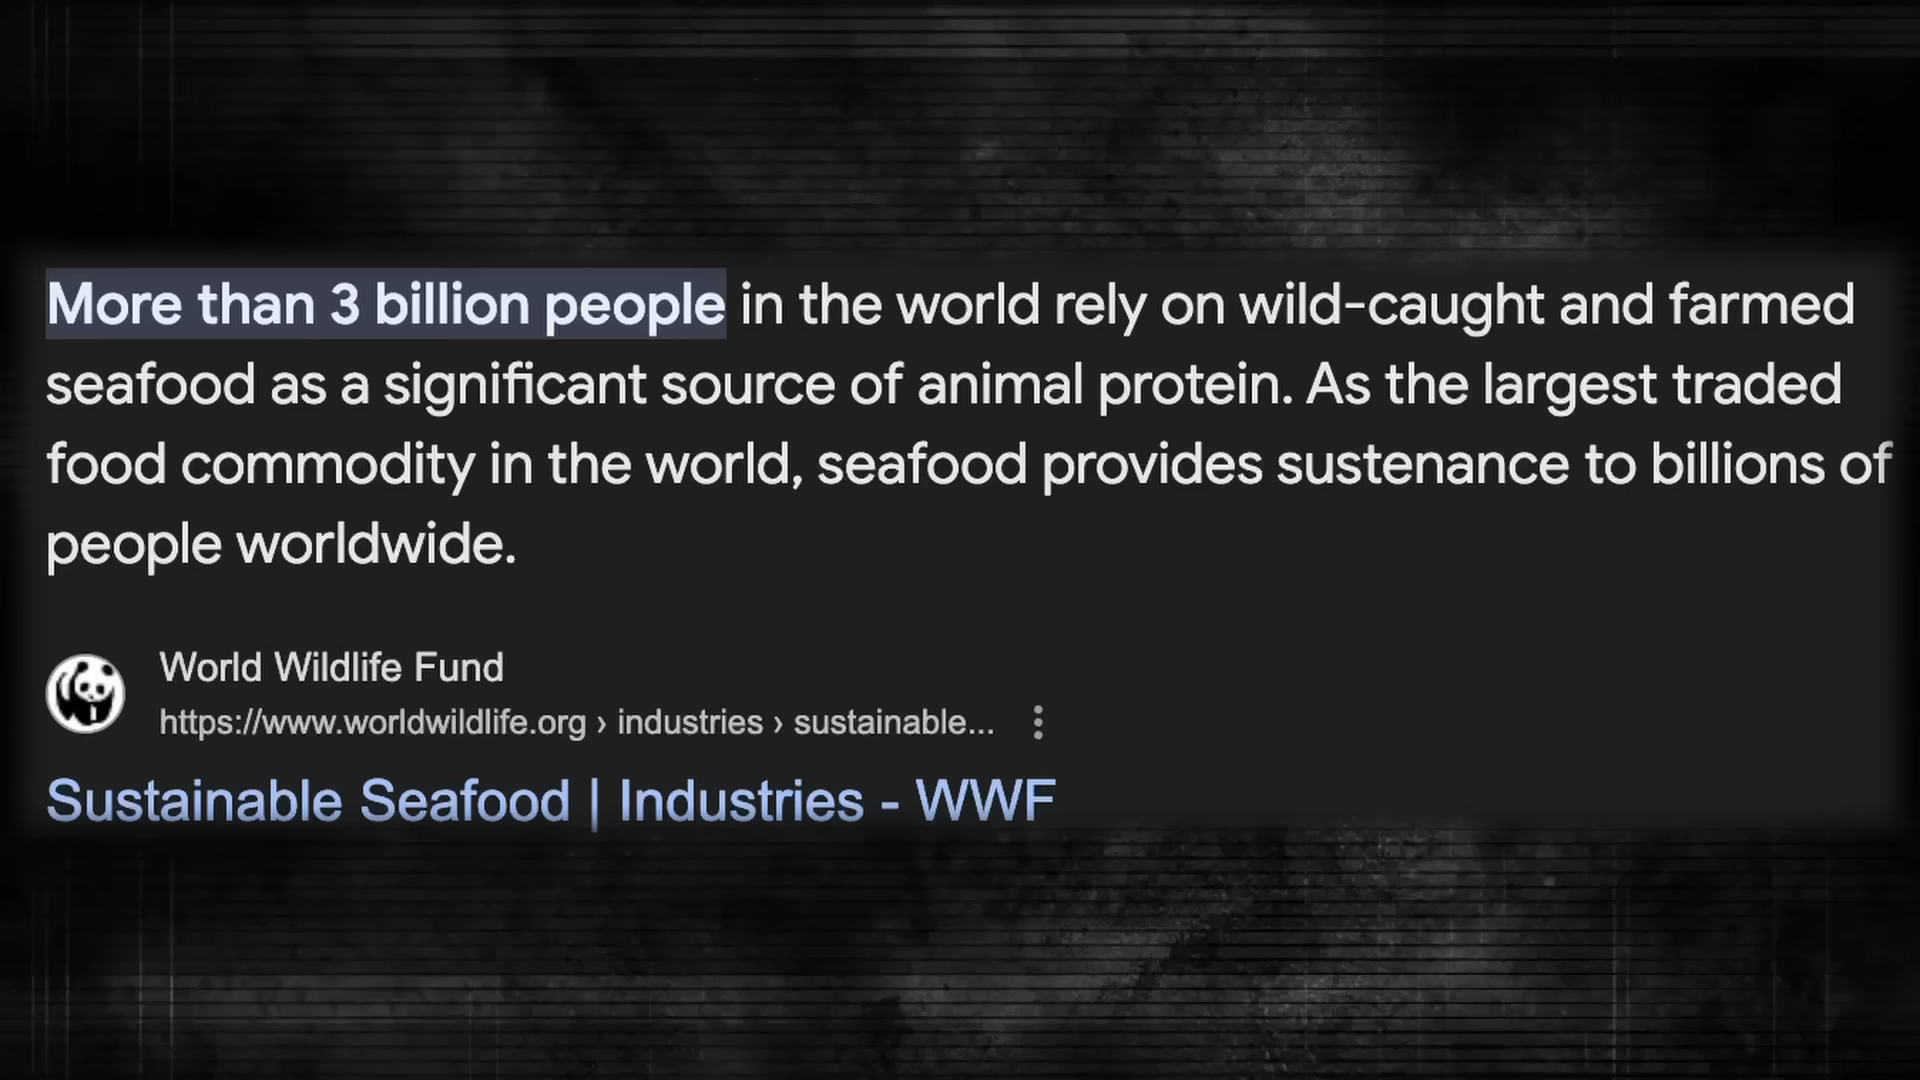 More than 3 billion people in the world rely on wild-caught and farmed
seafood as a significant source of animal protein. As the largest traded
food commodity in the world, seafood provides sustenance to billions of
people worldwide.
World Wildlife Fund
https://www.worldwildlife.org › industries › sustainable...
Sustainable Seafood | Industries - WWF